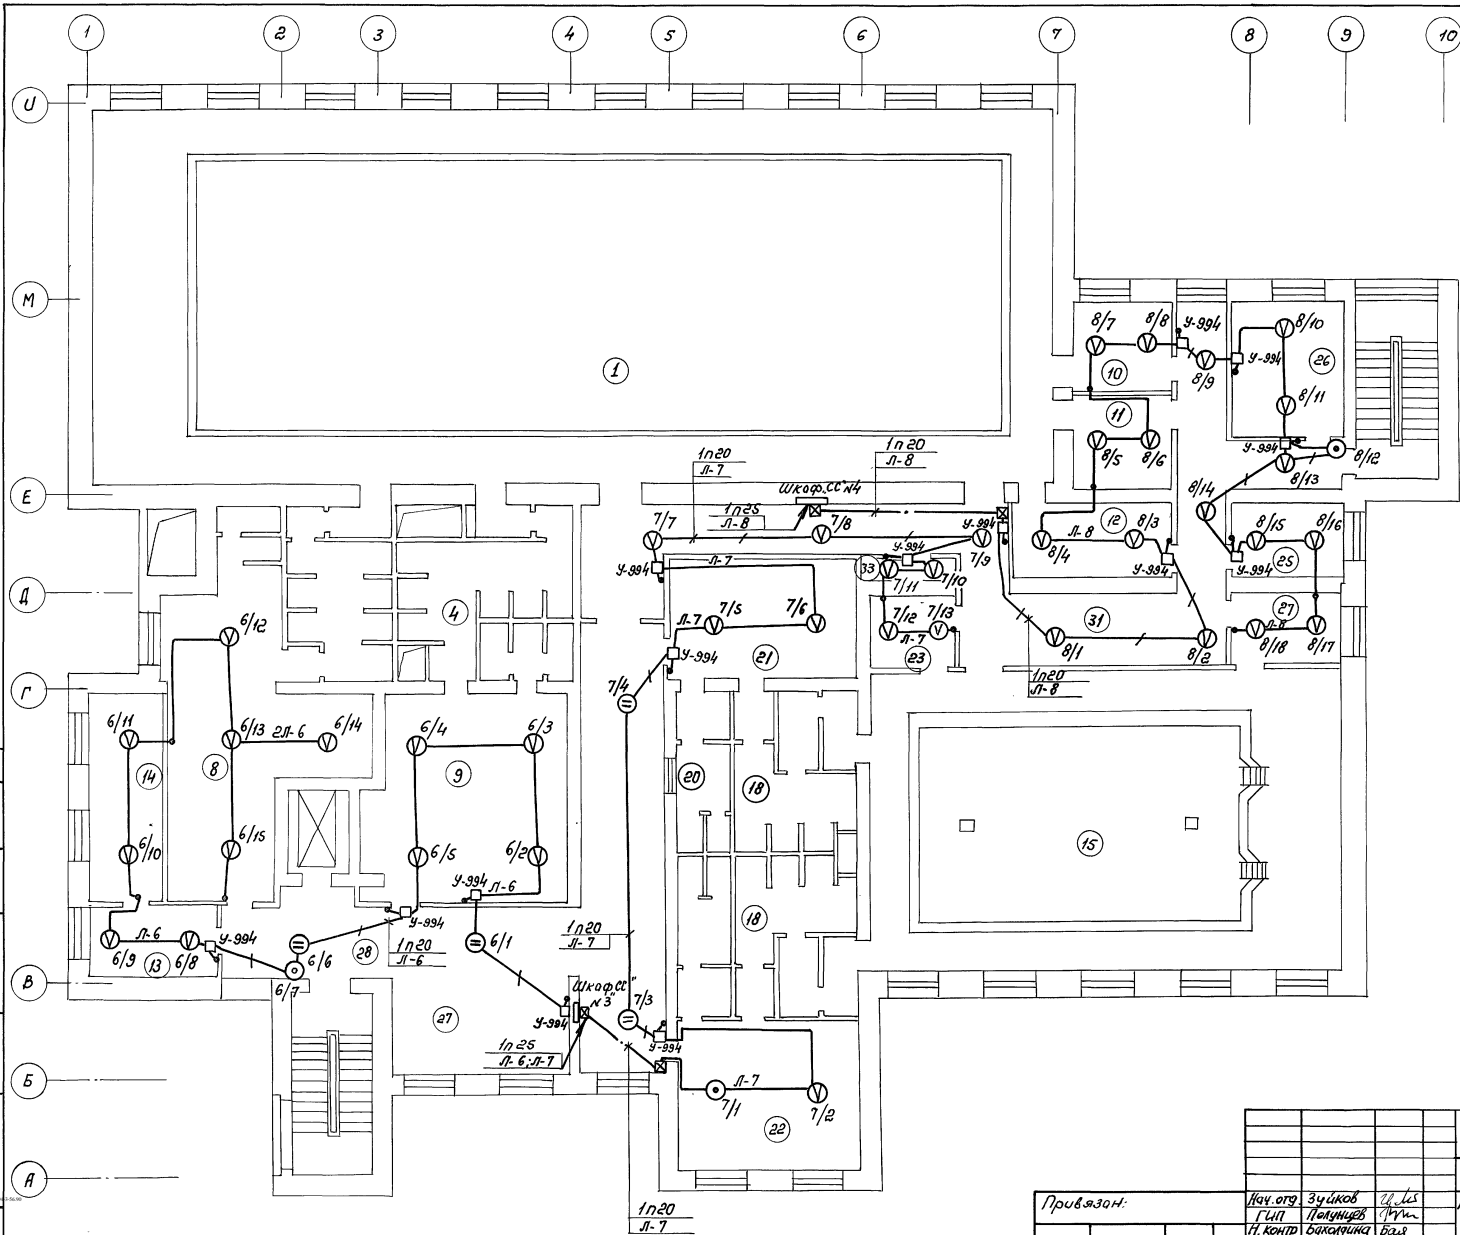 1 2 3 4 5 6 7 8 9 10
И
М
Е
Д
Г
В
Б
А
1
8/7 8/8 У-994 8/10
У-994 26
10 8/9
11 8/11
8/5 8/6 У-994 8/12
8/13
1п20
Л-7
1п20
Л-8
Шкаф „СС" №4
1п25
Л-8
7/7 7/8 У-994 7/9
12 8/3 8/14 8/15 8/16
8/4 Л-8 У-994 У-994 25
У-994 Л-7 У-994
33 7/11 7/10
7/12 7/13
Л-7
23
4
6/12
Л-7 7/5 7/6
У-994 21
31
8/1 8/2
27
Л-8
8/18 8/17
1п20
Л-8
7/4
6/11 6/13 2Л-6 6/14 6/4 6/3
14 8 9
20 18
15
6/10 6/15 6/5 6/2
У-994 Л-6
У-994
18
1п20
Л-7
Л-6 У-994
6/9 13 6/8 6/6 28
1п20
Л-6
6/1
6/7
Шкаф „СС"
№3
7/3
27 У-994 У-994
1п25
Л-6; Л-7
Л-7
7/1 7/2
22
1п20
Л-7
Привязан:
Нач. отд. Зуйков
ГИП Полунцев
Н. контр Бахолдина